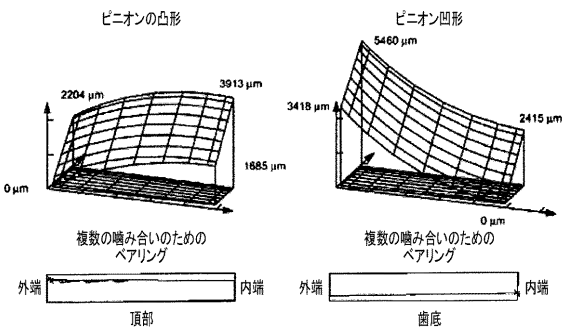 ピニオンの凸形
ピニオン凹形
2204 μm
3913 μm
1685 μm
0 μm
5460 μm
3418 μm
2415 μm
0 μm
複数の噛み合いのための
ベアリング
外端
内端
頂部
複数の噛み合いのための
ベアリング
外端
内端
歯底